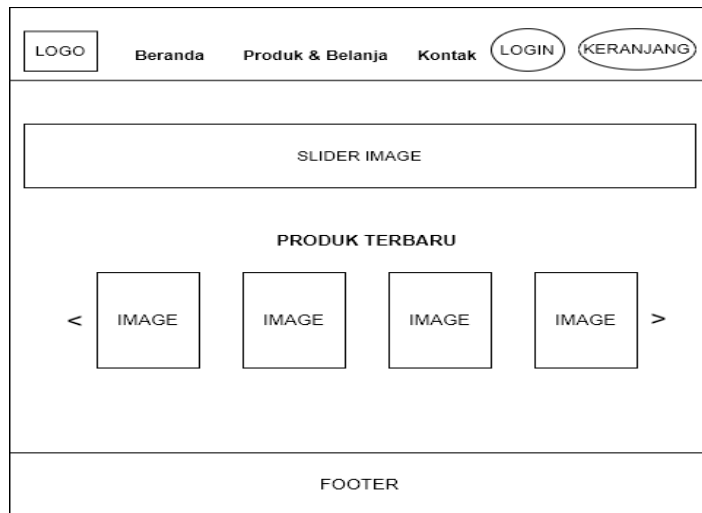 LOGO Beranda Produk & Belanja Kontak LOGIN KERANJANG
SLIDER IMAGE
PRODUK TERBARU
< IMAGE IMAGE IMAGE IMAGE >
FOOTER